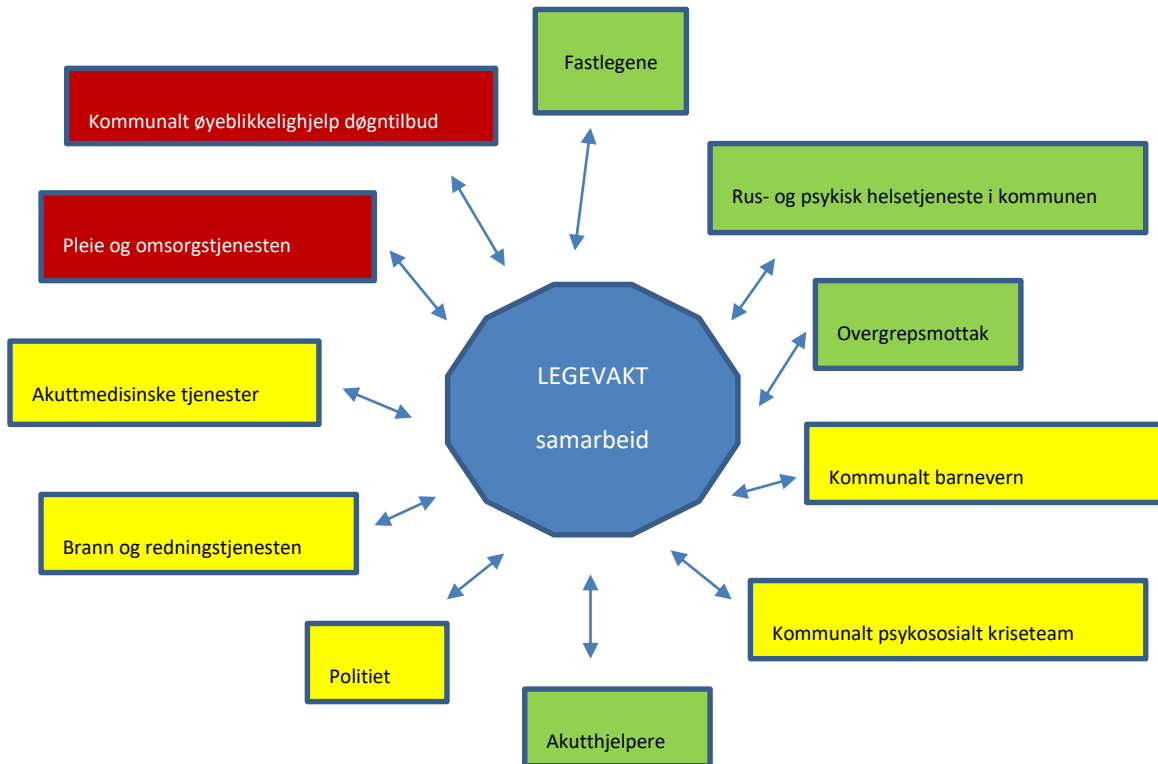 Fastlegene
Kommunalt øyeblikkelighjelp døgntilbud
Rus- og psykisk helsetjeneste i kommunen
Pleie og omsorgstjenesten
Overgrepsmottak
LEGEVAKT
samarbeid
Akuttmedisinske tjenester
Kommunalt barnevern
Brann og redningstjenesten
Kommunalt psykososialt kriseteam
Politiet
Akutthjelpere